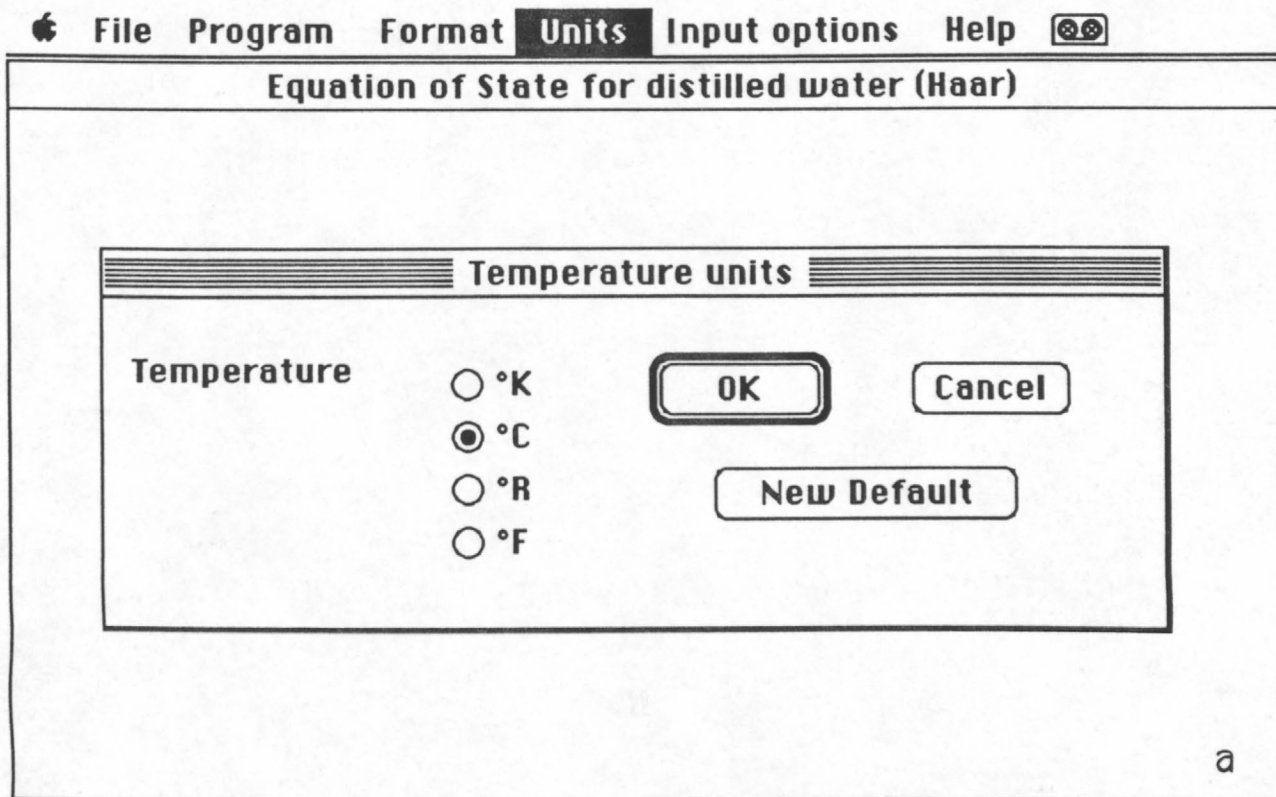 File Program Format Units Input options Help
Equation of State for distilled water (Haar)
Temperature units
Temperature
°K
°C
°R
°F
OK
Cancel
New Default
a